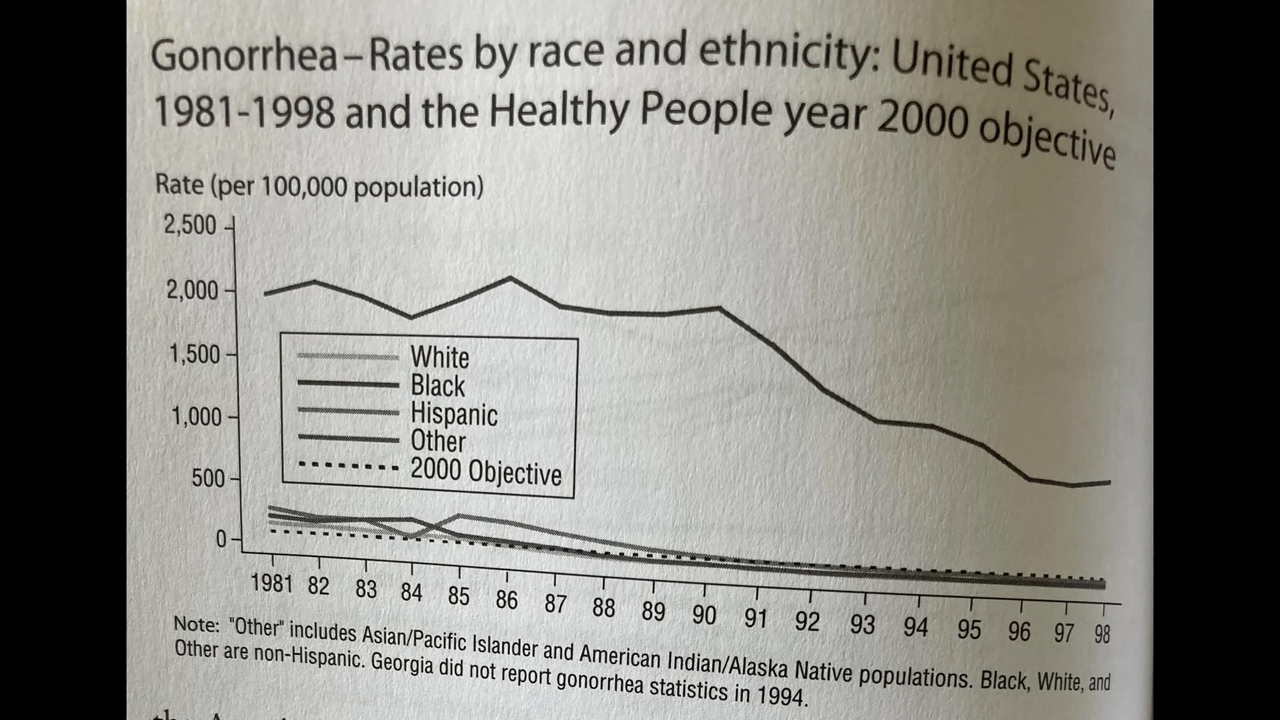 Gonorrhea–Rates by race and ethnicity: United States,
1981-1998 and the Healthy People year 2000 objective
Rate (per 100,000 population)
2,500
2,000
1,500
1,000
500
0
White
Black
Hispanic
Other
2000 Objective
1981 82 83 84 85 86 87 88 89 90 91 92 93 94 95 96 97 98
Note: "Other" includes Asian/Pacific Islander and American Indian/Alaska Native populations. Black, White, and
Other are non-Hispanic. Georgia did not report gonorrhea statistics in 1994.